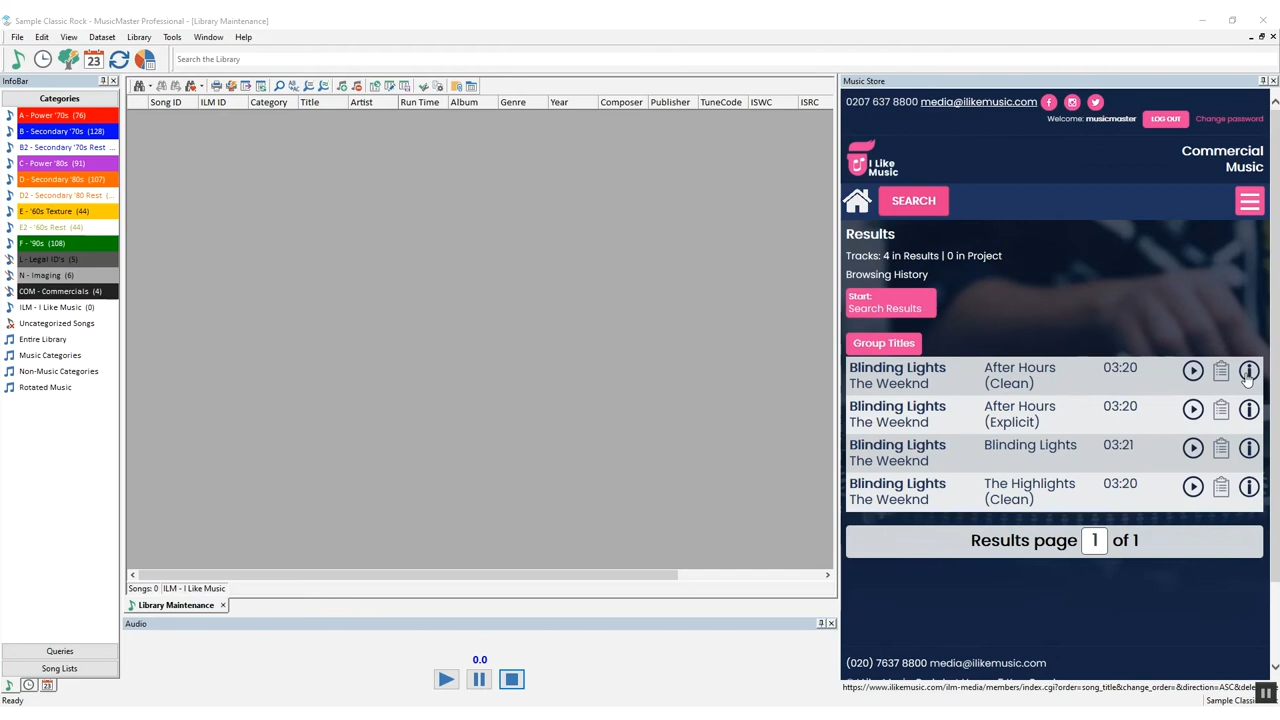 Sample Classic Rock - MusicMaster Professional - [Library Maintenance]
File Edit View Dataset Library Tools Window Help
23 Search the Library
InfoBar
Categories
A - Power '70s (76)
B - Secondary '70s (128)
B2 - Secondary '70s Rest ...
C - Power '80s (91)
D - Secondary '80s (107)
D2 - Secondary '80 Rest (...
E - '60s Texture (44)
E2 - '60s Rest (44)
F - '90s (108)
L - Legal ID's (5)
N - Imaging (6)
COM - Commercials (4)
ILM - I Like Music (0)
Uncategorized Songs
Entire Library
Music Categories
Non-Music Categories
Rotated Music
Queries
Song Lists
23
Ready
Song ID ILM ID Category Title Artist Run Time Album Genre Year Composer Publisher TuneCode ISWC ISRC
Songs: 0 ILM - I Like Music
Library Maintenance
Audio
0.0
Music Store
0207 637 8800 media@ilikemusic.com
Welcome: musicmaster LOG OUT Change password
I Like
Music
Commercial
Music
SEARCH
Results
Tracks: 4 in Results | 0 in Project
Browsing History
Start:
Search Results
Group Titles
Blinding Lights After Hours 03:20
The Weeknd (Clean)
Blinding Lights After Hours 03:20
The Weeknd (Explicit)
Blinding Lights Blinding Lights 03:21
The Weeknd
Blinding Lights The Highlights 03:20
The Weeknd (Clean)
Results page 1 of 1
(020) 7637 8800 media@ilikemusic.com
https://www.ilikemusic.com/ilm-media/members/index.cgi?order=song_title&change_order=&direction=ASC&dele
Sample Classic